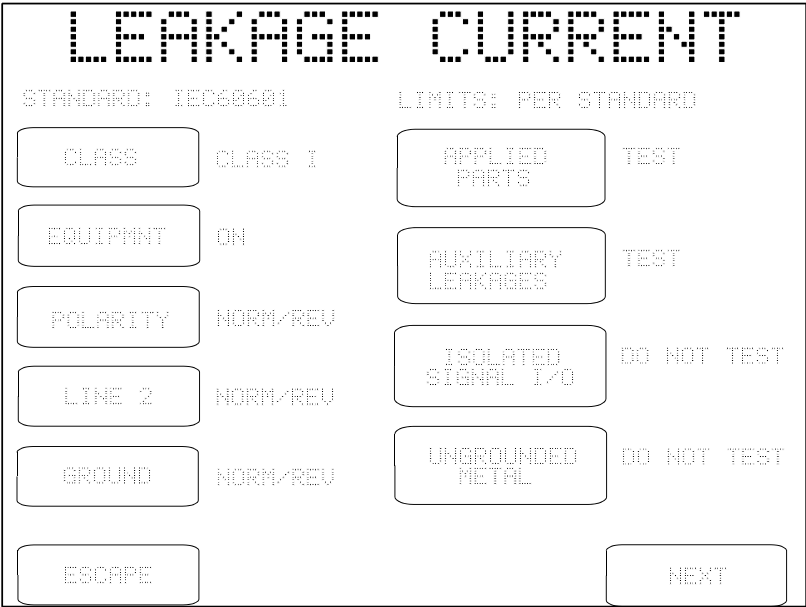 LEAKAGE CURRENT
STANDARD: IEC60601
LIMITS: PER STANDARD
CLASS
CLASS I
EQUIPMNT
ON
POLARITY
NORM/REV
LINE 2
NORM/REV
GROUND
NORM/REV
APPLIED
PARTS
TEST
AUXILIARY
LEAKAGES
TEST
ISOLATED
SIGNAL I/O
DO NOT TEST
UNGROUNDED
METAL
DO NOT TEST
ESCAPE
NEXT